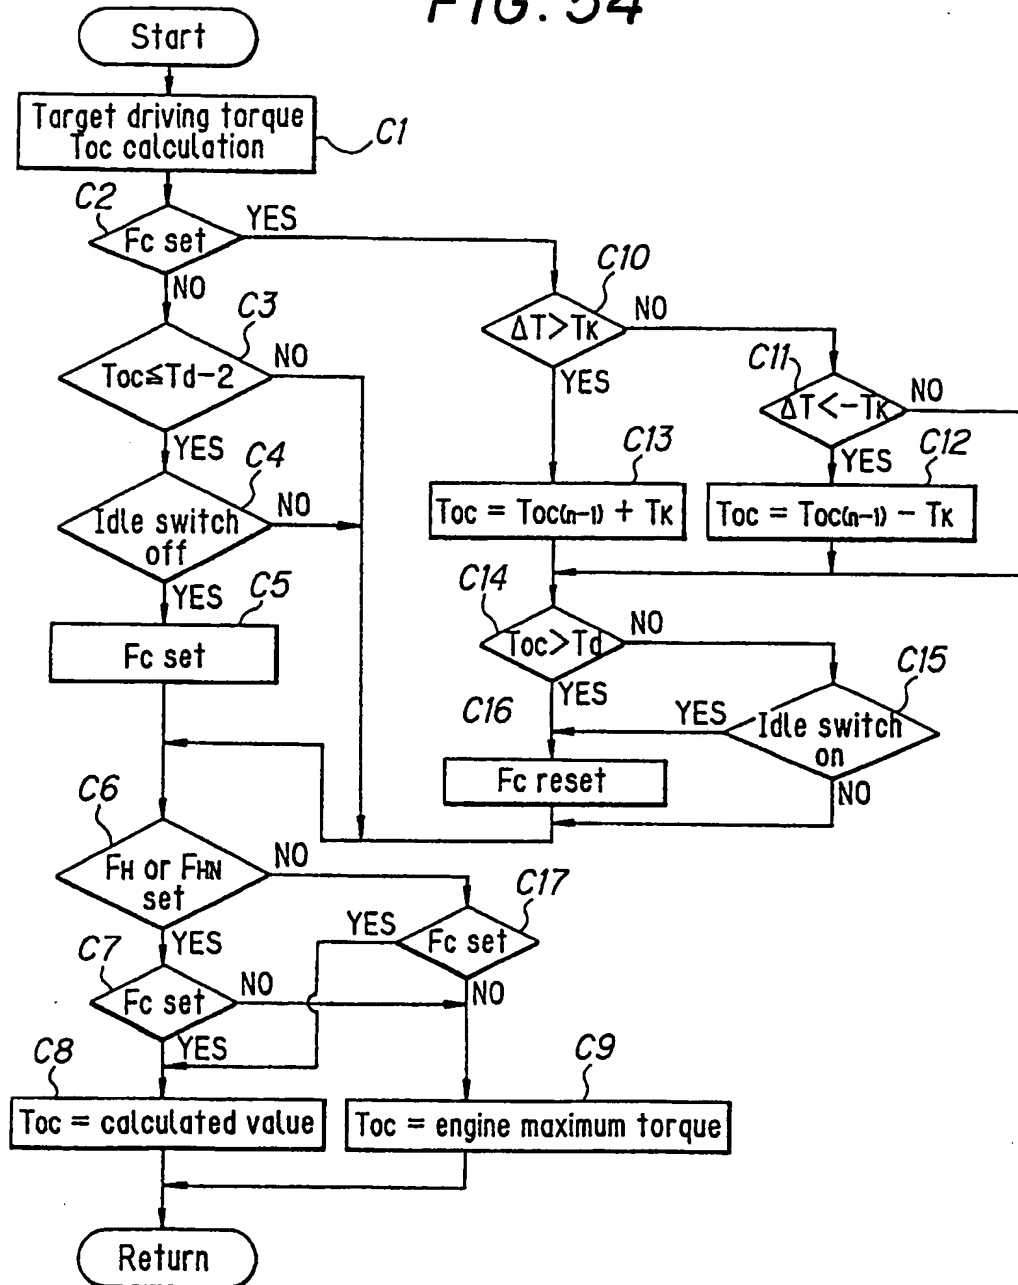 FIG. 54
Start
Target driving torque
Toc calculation
C1
C2
Fc set
YES
NO
C3
Toc≦Td-2
NO
YES
C4
Idle switch
off
NO
YES
C5
Fc set
C10
ΔT>TK
NO
YES
C11
ΔT<-TK
NO
YES
C13
Toc = Toc(n-1) + TK
C12
Toc = Toc(n-1) - TK
C14
Toc>Td
NO
YES
C15
Idle switch
on
YES
NO
C16
Fc reset
C6
FH or FHN
set
NO
YES
C17
Fc set
YES
NO
C7
Fc set
NO
YES
C8
Toc = calculated value
C9
Toc = engine maximum torque
Return